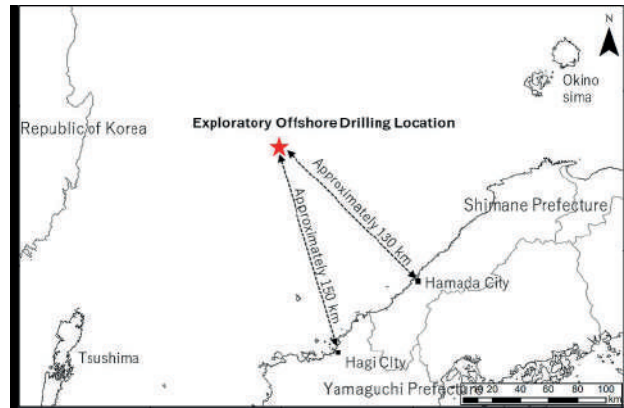 N
Okino
sima
Exploratory Offshore Drilling Location
Republic of Korea
Approximately 130 km
Approximately 150 km
Shimane Prefecture
Hamada City
Tsushima
Hagi City
Yamaguchi Prefecture
10 20 40 60 80 100
km